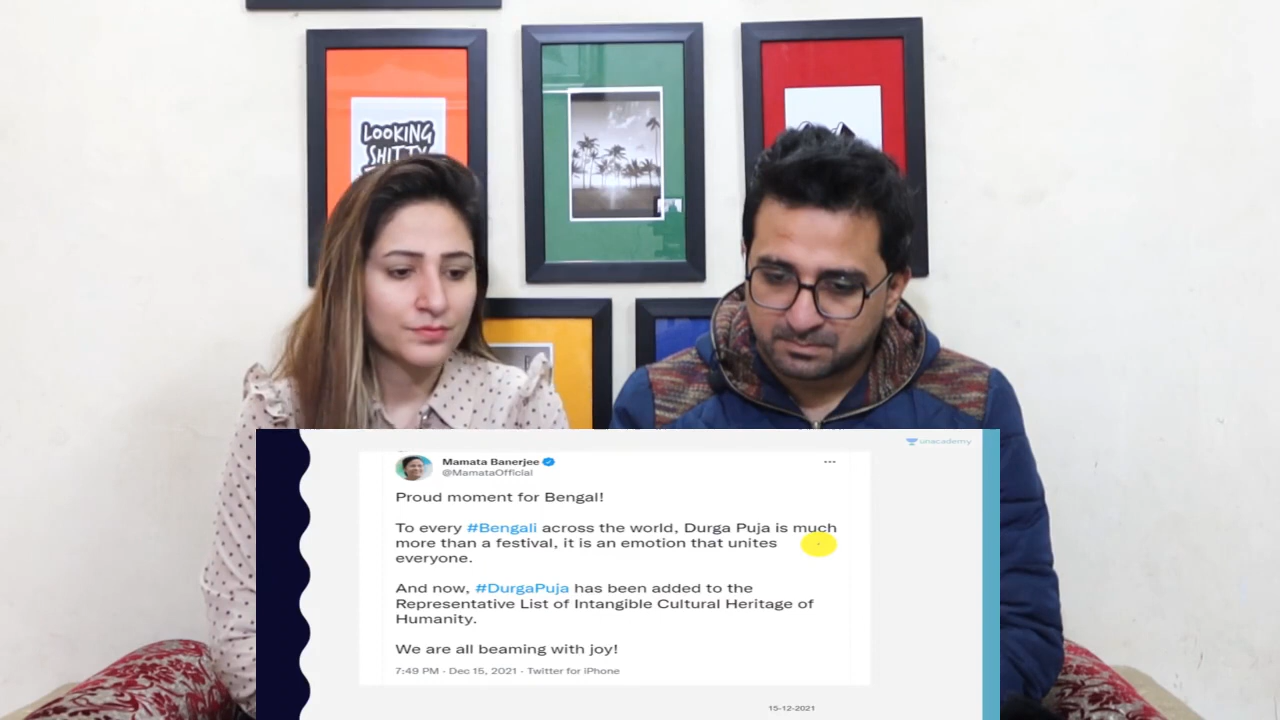 LOOKING
SHITTY
unacademy
Mamata Banerjee
@MamataOfficial
Proud moment for Bengal!
To every #Bengali across the world, Durga Puja is much
more than a festival, it is an emotion that unites
everyone.
And now, #DurgaPuja has been added to the
Representative List of Intangible Cultural Heritage of
Humanity.
We are all beaming with joy!
7:49 PM · Dec 15, 2021 · Twitter for iPhone
15-12-2021